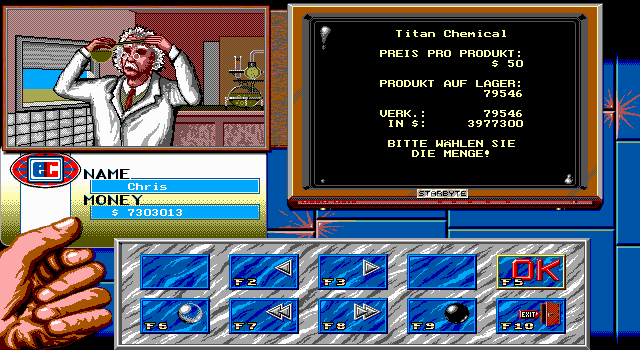 Titan Chemical
PREIS PRO PRODUKT:
$ 50
PRODUKT AUF LAGER:
79546
VERK.: 79546
IN $: 3977300
BITTE WÄHLEN SIE
DIE MENGE!
STARBYTE
EC
NAME
Chris
MONEY
$ 7303013
F2 F3 OK F5
F6 F7 F8 F9 EXIT F10